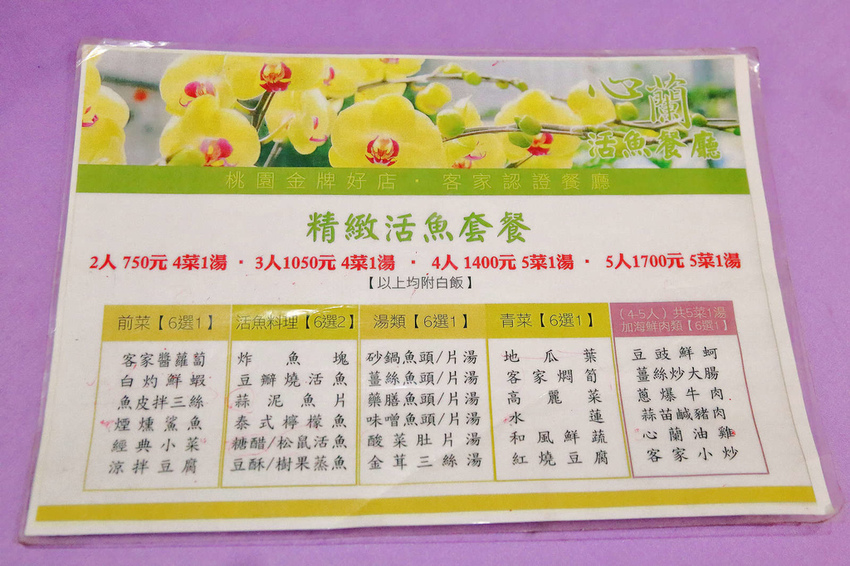 心蘭
活魚餐廳
桃園金牌好店・客家認證餐廳
精緻活魚套餐
2人 750元 4菜1湯 ・ 3人1050元 4菜1湯 ・ 4人 1400元 5菜1湯 ・ 5人1700元 5菜1湯
【以上均附白飯】
前菜【6選1】
客家醬蘿蔔
白灼鮮蝦
魚皮拌三絲
煙燻鯊魚
經典小菜
涼拌豆腐
活魚料理【6選2】
炸魚塊
豆瓣燒活魚
蒜泥魚片
泰式檸檬魚
糖醋/松鼠活魚
豆酥/樹果蒸魚
湯類【6選1】
砂鍋魚頭/片湯
薑絲魚頭/片湯
藥膳魚頭/片湯
味噌魚頭/片湯
酸菜肚片湯
金茸三絲湯
青菜【6選1】
地瓜葉
客家燜筍
高麗菜
水蓮
和風鮮蔬
紅燒豆腐
(4-5人)共5菜1湯
加海鮮肉類【6選1】
豆豉鮮蚵
薑絲炒大腸
蔥爆牛肉
蒜苗鹹豬肉
心蘭油雞
客家小炒